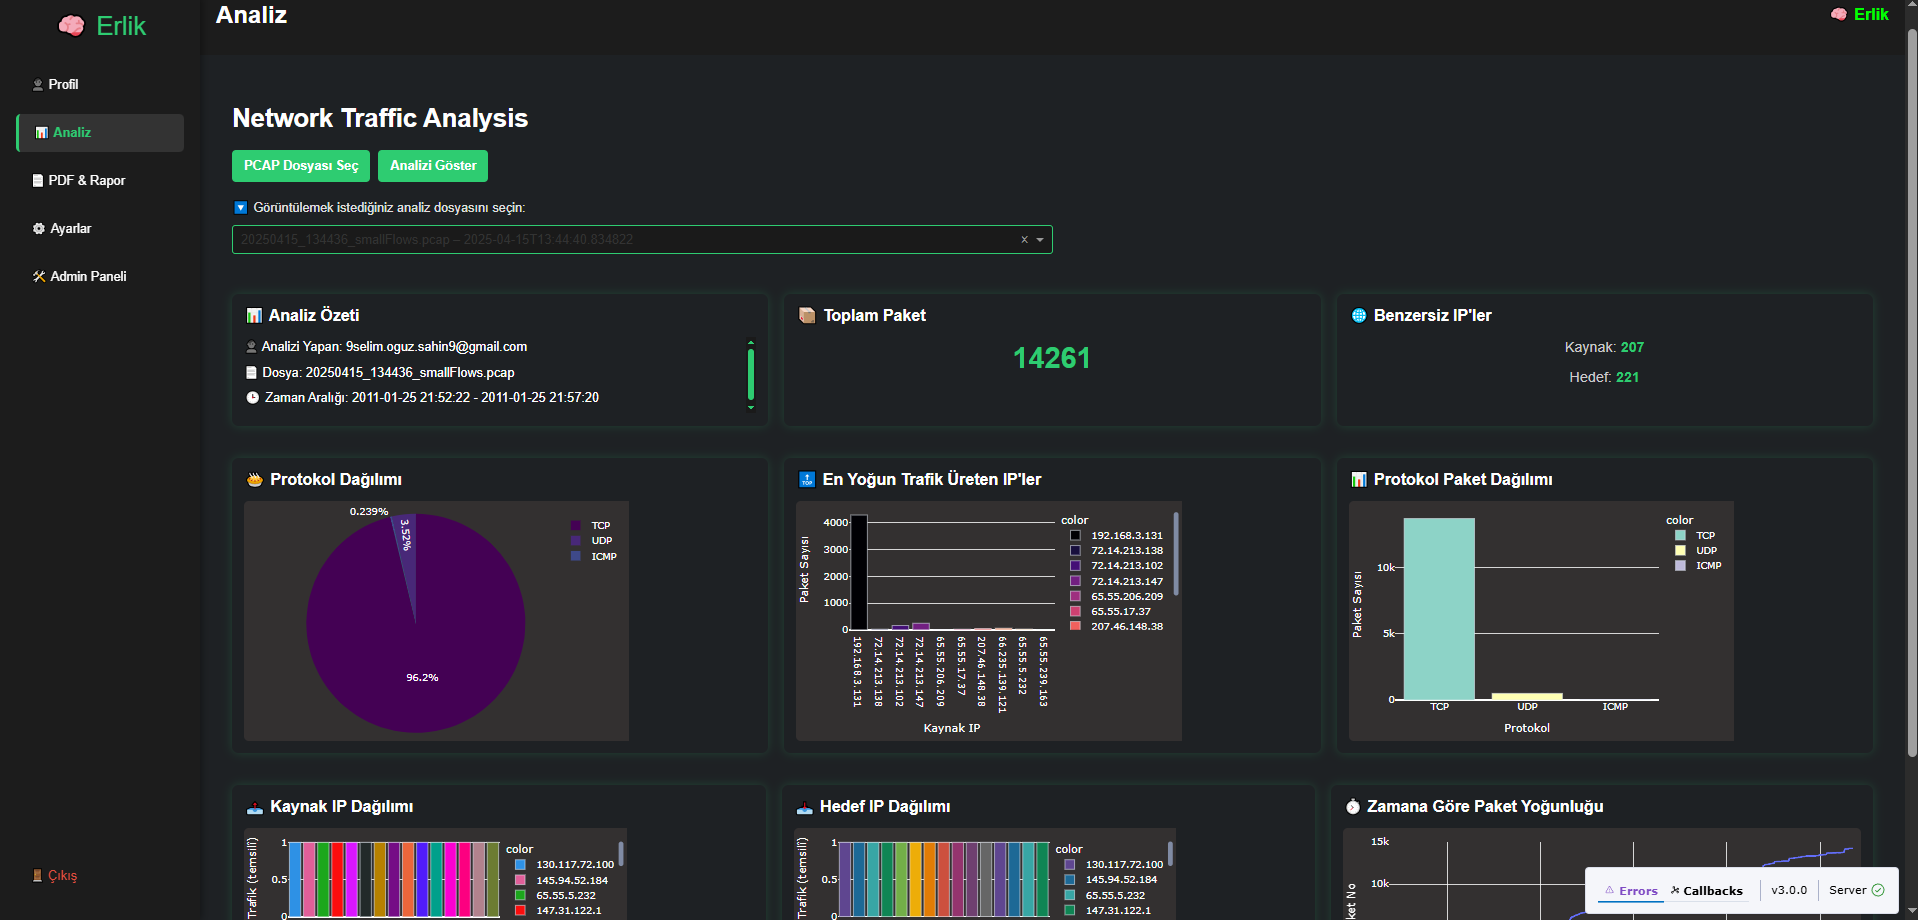 Erlik
Profil
Analiz
PDF & Rapor
Ayarlar
Admin Paneli
Çıkış
Analiz
Erlik
Network Traffic Analysis
PCAP Dosyası Seç
Analizi Göster
Görüntülemek istediğiniz analiz dosyasını seçin:
20250415_134436_smallFlows.pcap – 2025-04-15T13:44:40.834822
×
Analiz Özeti
Analizi Yapan: 9selim.oguz.sahin9@gmail.com
Dosya: 20250415_134436_smallFlows.pcap
Zaman Aralığı: 2011-01-25 21:52:22 - 2011-01-25 21:57:20
Toplam Paket
14261
Benzersiz IP'ler
Kaynak: 207
Hedef: 221
Protokol Dağılımı
0.239%
3.52%
96.2%
TCP
UDP
ICMP
En Yoğun Trafik Üreten IP'ler
Paket Sayısı
4000
3000
2000
1000
0
192.168.3.131
72.14.213.138
72.14.213.102
72.14.213.147
65.55.206.209
65.55.17.37
207.46.148.38
66.235.139.121
65.55.5.232
65.55.239.163
Kaynak IP
color
192.168.3.131
72.14.213.138
72.14.213.102
72.14.213.147
65.55.206.209
65.55.17.37
207.46.148.38
Protokol Paket Dağılımı
Paket Sayısı
10k
5k
0
TCP
UDP
ICMP
Protokol
color
TCP
UDP
ICMP
Kaynak IP Dağılımı
Trafik (temsili)
1
0.5
0
color
130.117.72.100
145.94.52.184
65.55.5.232
147.31.122.1
Hedef IP Dağılımı
Trafik (temsili)
1
0.5
0
color
130.117.72.100
145.94.52.184
65.55.5.232
147.31.122.1
Zamana Göre Paket Yoğunluğu
ket No
15k
10k
Errors
Callbacks
v3.0.0
Server